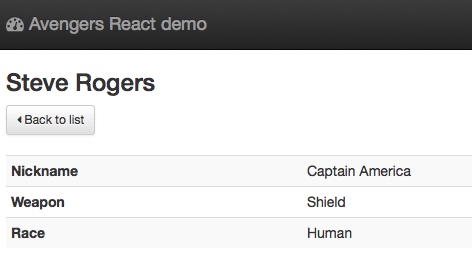 Avengers React demo
Steve Rogers
Back to list
Nickname Captain America
Weapon Shield
Race Human